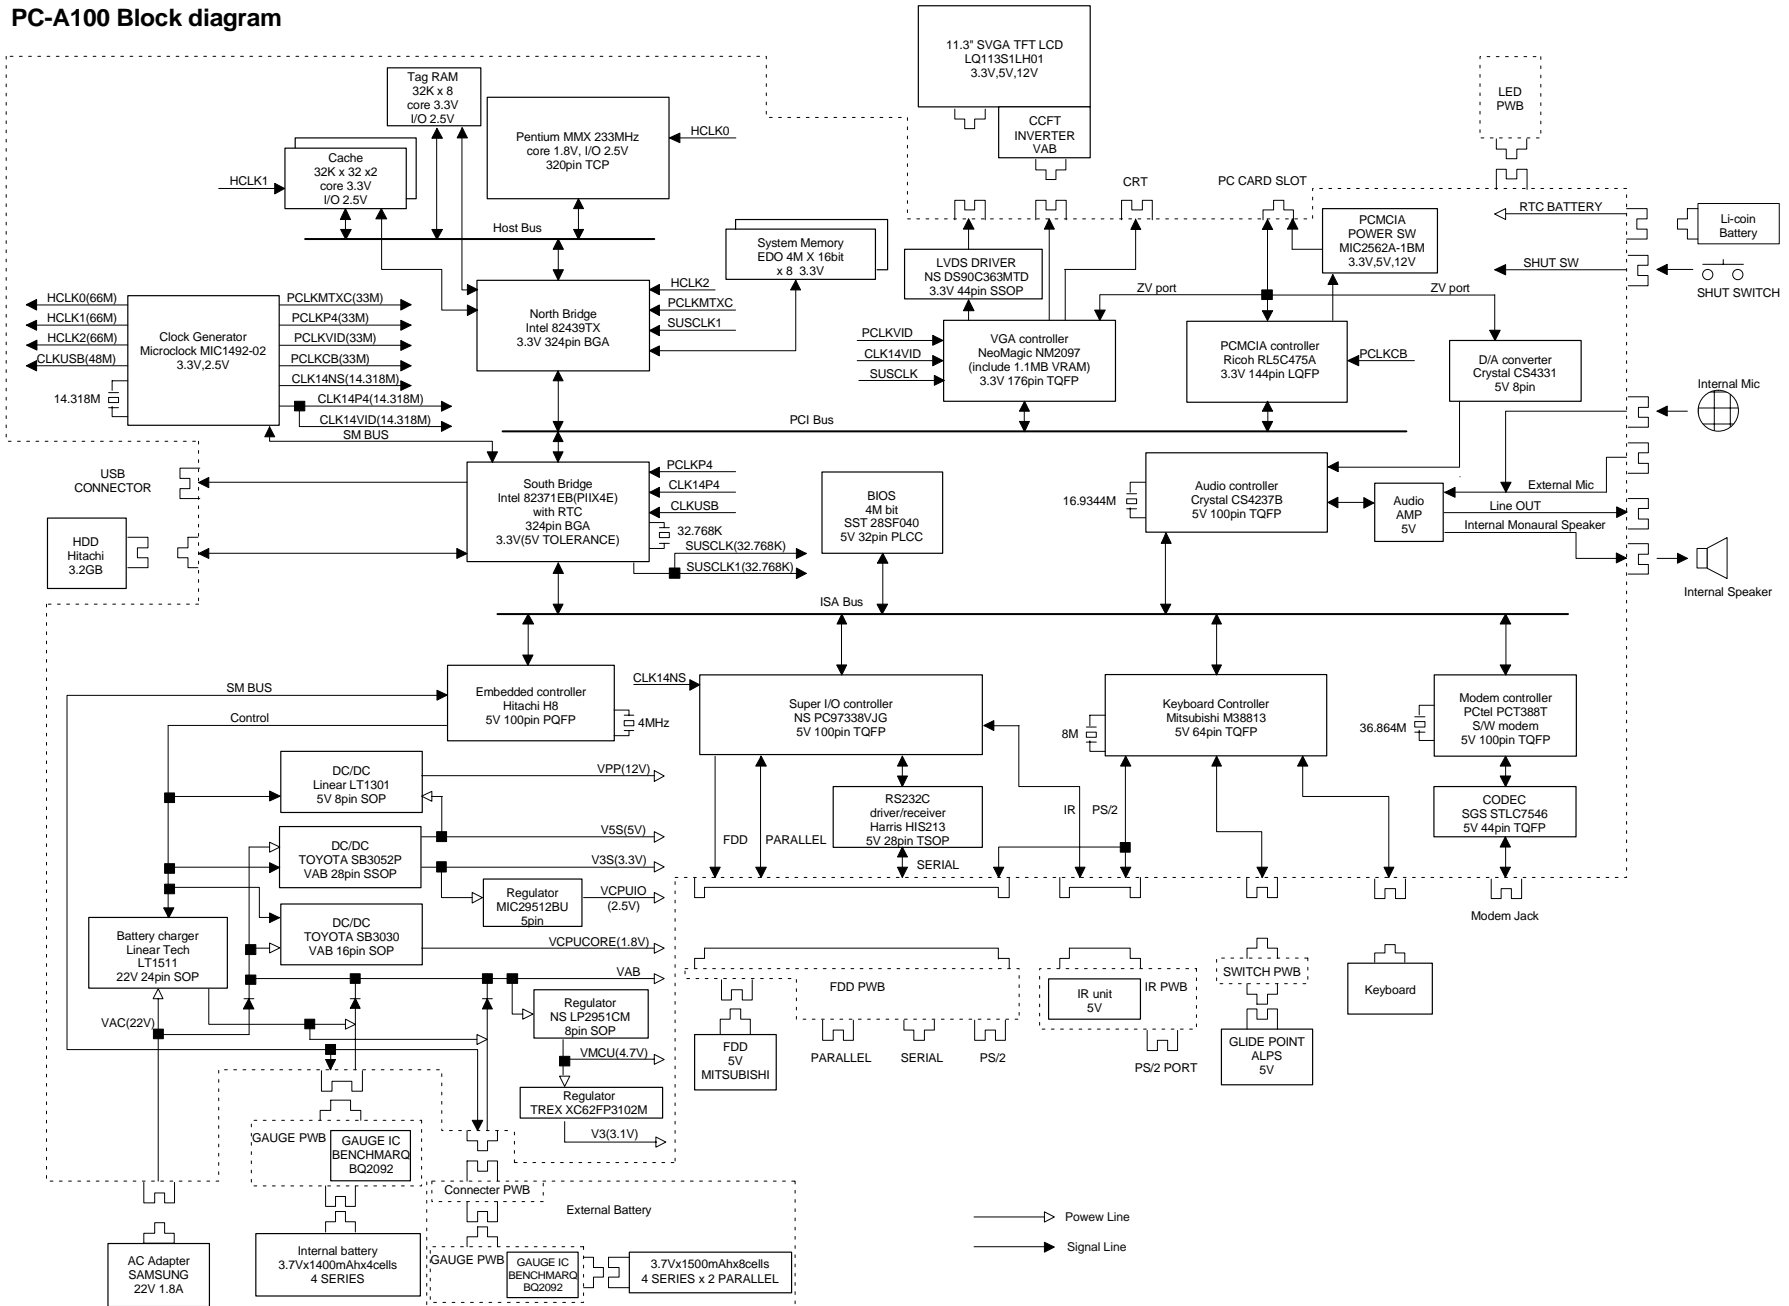 PC-A100 Block diagram
11.3" SVGA TFT LCD
LQ113S1LH01
3.3V,5V,12V
CCFT
INVERTER
VAB
LED
PWB
Tag RAM
32K x 8
core 3.3V
I/O 2.5V
Pentium MMX 233MHz
core 1.8V, I/O 2.5V
320pin TCP
HCLK0
Cache
32K x 32 x2
core 3.3V
I/O 2.5V
HCLK1
Host Bus
System Memory
EDO 4M X 16bit
x 8 3.3V
CRT
PC CARD SLOT
RTC BATTERY
Li-coin
Battery
PCMCIA
POWER SW
MIC2562A-1BM
3.3V,5V,12V
LVDS DRIVER
NS DS90C363MTD
3.3V 44pin SSOP
SHUT SW
SHUT SWITCH
ZV port
ZV port
HCLK0(66M)
HCLK1(66M)
HCLK2(66M)
CLKUSB(48M)
14.318M
Clock Generator
Microclock MIC1492-02
3.3V,2.5V
PCLKMTXC(33M)
PCLKP4(33M)
PCLKVID(33M)
PCLKCB(33M)
CLK14NS(14.318M)
CLK14P4(14.318M)
CLK14VID(14.318M)
SM BUS
North Bridge
Intel 82439TX
3.3V 324pin BGA
HCLK2
PCLKMTXC
SUSCLK1
PCLKVID
CLK14VID
SUSCLK
VGA controller
NeoMagic NM2097
(include 1.1MB VRAM)
3.3V 176pin TQFP
PCMCIA controller
Ricoh RL5C475A
3.3V 144pin LQFP
PCLKCB
D/A converter
Crystal CS4331
5V 8pin
Internal Mic
PCI Bus
USB
CONNECTOR
HDD
Hitachi
3.2GB
South Bridge
Intel 82371EB(PIIX4E)
with RTC
324pin BGA
3.3V(5V TOLERANCE)
PCLKP4
CLK14P4
CLKUSB
32.768K
SUSCLK(32.768K)
SUSCLK1(32.768K)
BIOS
4M bit
SST 28SF040
5V 32pin PLCC
16.9344M
Audio controller
Crystal CS4237B
5V 100pin TQFP
Audio
AMP
5V
External Mic
Line OUT
Internal Monaural Speaker
Internal Speaker
ISA Bus
SM BUS
Control
Embedded controller
Hitachi H8
5V 100pin PQFP
4MHz
CLK14NS
Super I/O controller
NS PC97338VJG
5V 100pin TQFP
8M
Keyboard Controller
Mitsubishi M38813
5V 64pin TQFP
36.864M
Modem controller
PCtel PCT388T
S/W modem
5V 100pin TQFP
DC/DC
Linear LT1301
5V 8pin SOP
VPP(12V)
RS232C
driver/receiver
Harris HIS213
5V 28pin TSOP
CODEC
SGS STLC7546
5V 44pin TQFP
FDD
PARALLEL
SERIAL
IR
PS/2
DC/DC
TOYOTA SB3052P
VAB 28pin SSOP
V5S(5V)
V3S(3.3V)
Regulator
MIC29512BU
5pin
VCPUIO
(2.5V)
DC/DC
TOYOTA SB3030
VAB 16pin SOP
VCPUCORE(1.8V)
Battery charger
Linear Tech
LT1511
22V 24pin SOP
VAB
VAC(22V)
Regulator
NS LP2951CM
8pin SOP
VMCU(4.7V)
Regulator
TREX XC62FP3102M
V3(3.1V)
Modem Jack
FDD PWB
FDD
5V
MITSUBISHI
PARALLEL
SERIAL
PS/2
IR unit
5V
IR PWB
PS/2 PORT
SWITCH PWB
GLIDE POINT
ALPS
5V
Keyboard
GAUGE PWB
GAUGE IC
BENCHMARQ
BQ2092
Connecter PWB
External Battery
AC Adapter
SAMSUNG
22V 1.8A
Internal battery
3.7Vx1400mAhx4cells
4 SERIES
GAUGE PWB
GAUGE IC
BENCHMARQ
BQ2092
3.7Vx1500mAhx8cells
4 SERIES x 2 PARALLEL
Powew Line
Signal Line